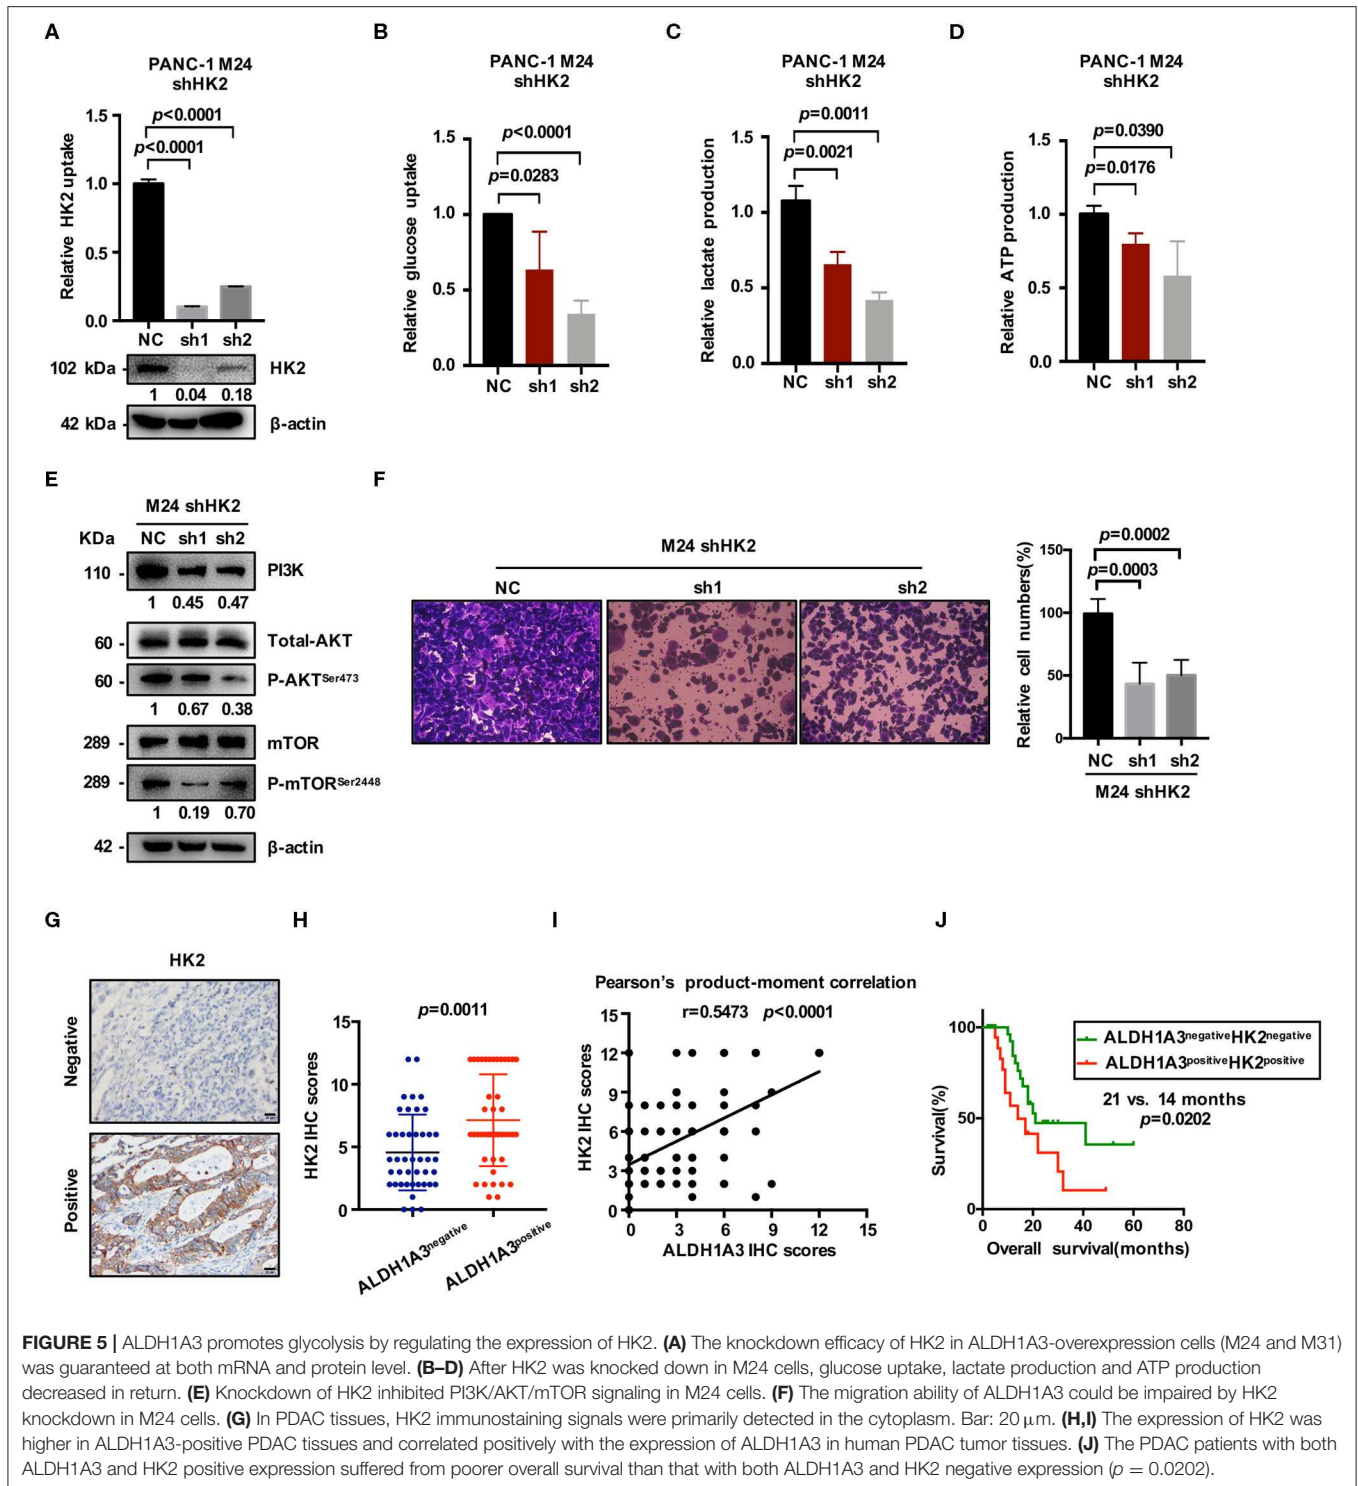 A
PANC-1 M24
shHK2
p<0.0001
p<0.0001
Relative HK2 uptake
1.5
1.0
0.5
0.0
NC sh1 sh2
102 kDa - HK2
1 0.04 0.18
42 kDa - β-actin
B
PANC-1 M24
shHK2
p<0.0001
p=0.0283
Relative glucose uptake
1.5
1.0
0.5
0.0
NC sh1 sh2
C
PANC-1 M24
shHK2
p=0.0011
p=0.0021
Relative lactate production
1.5
1.0
0.5
0.0
NC sh1 sh2
D
PANC-1 M24
shHK2
p=0.0390
p=0.0176
Relative ATP production
1.5
1.0
0.5
0.0
NC sh1 sh2
E
M24 shHK2
KDa NC sh1 sh2
110 - PI3K
1 0.45 0.47
60 - Total-AKT
60 - P-AKTSer473
1 0.67 0.38
289 - mTOR
289 - P-mTORSer2448
1 0.19 0.70
42 - β-actin
F
M24 shHK2
NC sh1 sh2
p=0.0002
p=0.0003
Relative cell numbers(%)
150
100
50
0
NC sh1 sh2
M24 shHK2
G
HK2
Negative
Positive
H
p=0.0011
HK2 IHC scores
15
10
5
0
ALDH1A3negative
ALDH1A3positive
I
Pearson's product-moment correlation
r=0.5473 p<0.0001
HK2 IHC scores
15
12
9
6
3
0
0 3 6 9 12 15
ALDH1A3 IHC scores
J
ALDH1A3negativeHK2negative
ALDH1A3positiveHK2positive
21 vs. 14 months
p=0.0202
Survival(%)
100
50
0
0 20 40 60 80
Overall survival(months)
FIGURE 5 | ALDH1A3 promotes glycolysis by regulating the expression of HK2. (A) The knockdown efficacy of HK2 in ALDH1A3-overexpression cells (M24 and M31)
was guaranteed at both mRNA and protein level. (B–D) After HK2 was knocked down in M24 cells, glucose uptake, lactate production and ATP production
decreased in return. (E) Knockdown of HK2 inhibited PI3K/AKT/mTOR signaling in M24 cells. (F) The migration ability of ALDH1A3 could be impaired by HK2
knockdown in M24 cells. (G) In PDAC tissues, HK2 immunostaining signals were primarily detected in the cytoplasm. Bar: 20 μm. (H,I) The expression of HK2 was
higher in ALDH1A3-positive PDAC tissues and correlated positively with the expression of ALDH1A3 in human PDAC tumor tissues. (J) The PDAC patients with both
ALDH1A3 and HK2 positive expression suffered from poorer overall survival than that with both ALDH1A3 and HK2 negative expression (p = 0.0202).